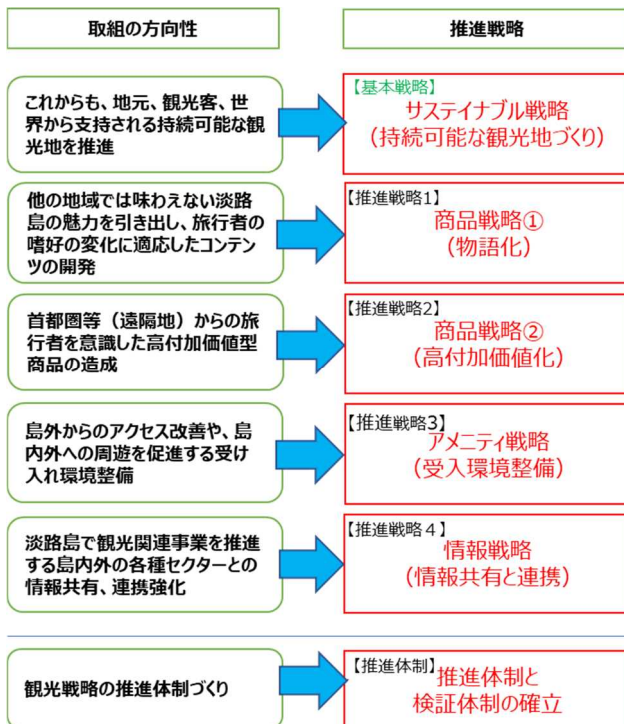 取組の方向性
推進戦略
これからも、地元、観光客、世
界から支持される持続可能な観
光地を推進
【基本戦略】
サステイナブル戦略
(持続可能な観光地づくり)
他の地域では味わえない淡路
島の魅力を引き出し、旅行者の
嗜好の変化に適応したコンテン
ツの開発
【推進戦略1】
商品戦略①
(物語化)
首都圏等（遠隔地）からの旅
行者を意識した高付加価値型
商品の造成
【推進戦略2】
商品戦略②
(高付加価値化)
島外からのアクセス改善や、島
内外への周遊を促進する受け
入れ環境整備
【推進戦略3】
アメニティ戦略
(受入環境整備)
淡路島で観光関連事業を推進
する島内外の各種セクターとの
情報共有、連携強化
【推進戦略４】
情報戦略
(情報共有と連携)
観光戦略の推進体制づくり
【推進体制】
推進体制と
検証体制の確立